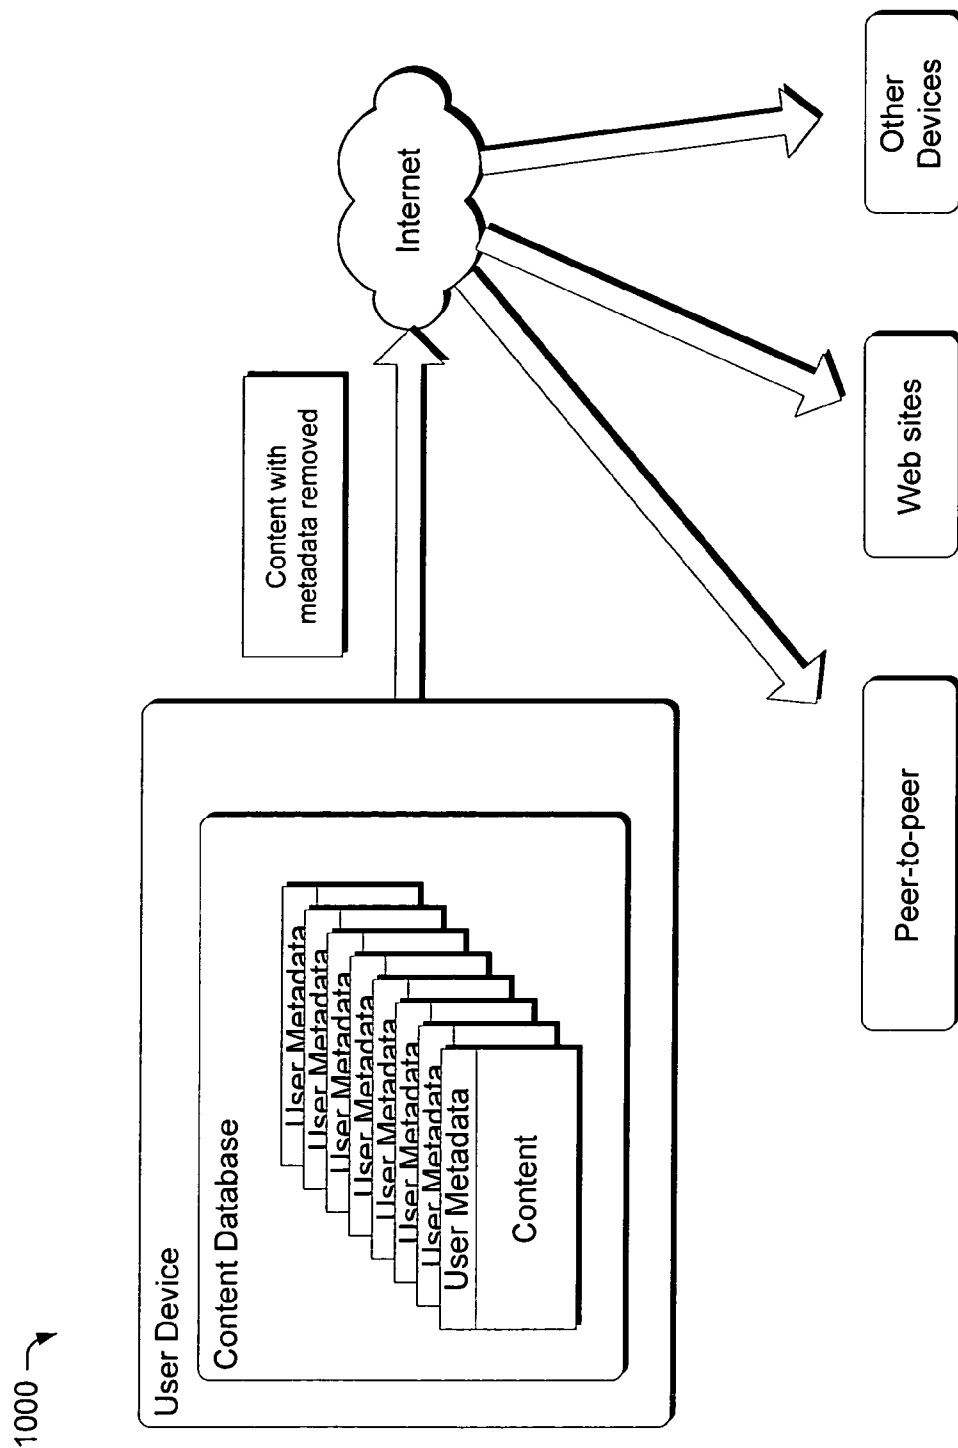 1000
User Device
Content Database
User Metadata
User Metadata
User Metadata
User Metadata
User Metadata
User Metadata
User Metadata
User Metadata
Content
Content with
metadata removed
Internet
Peer-to-peer
Web sites
Other
Devices